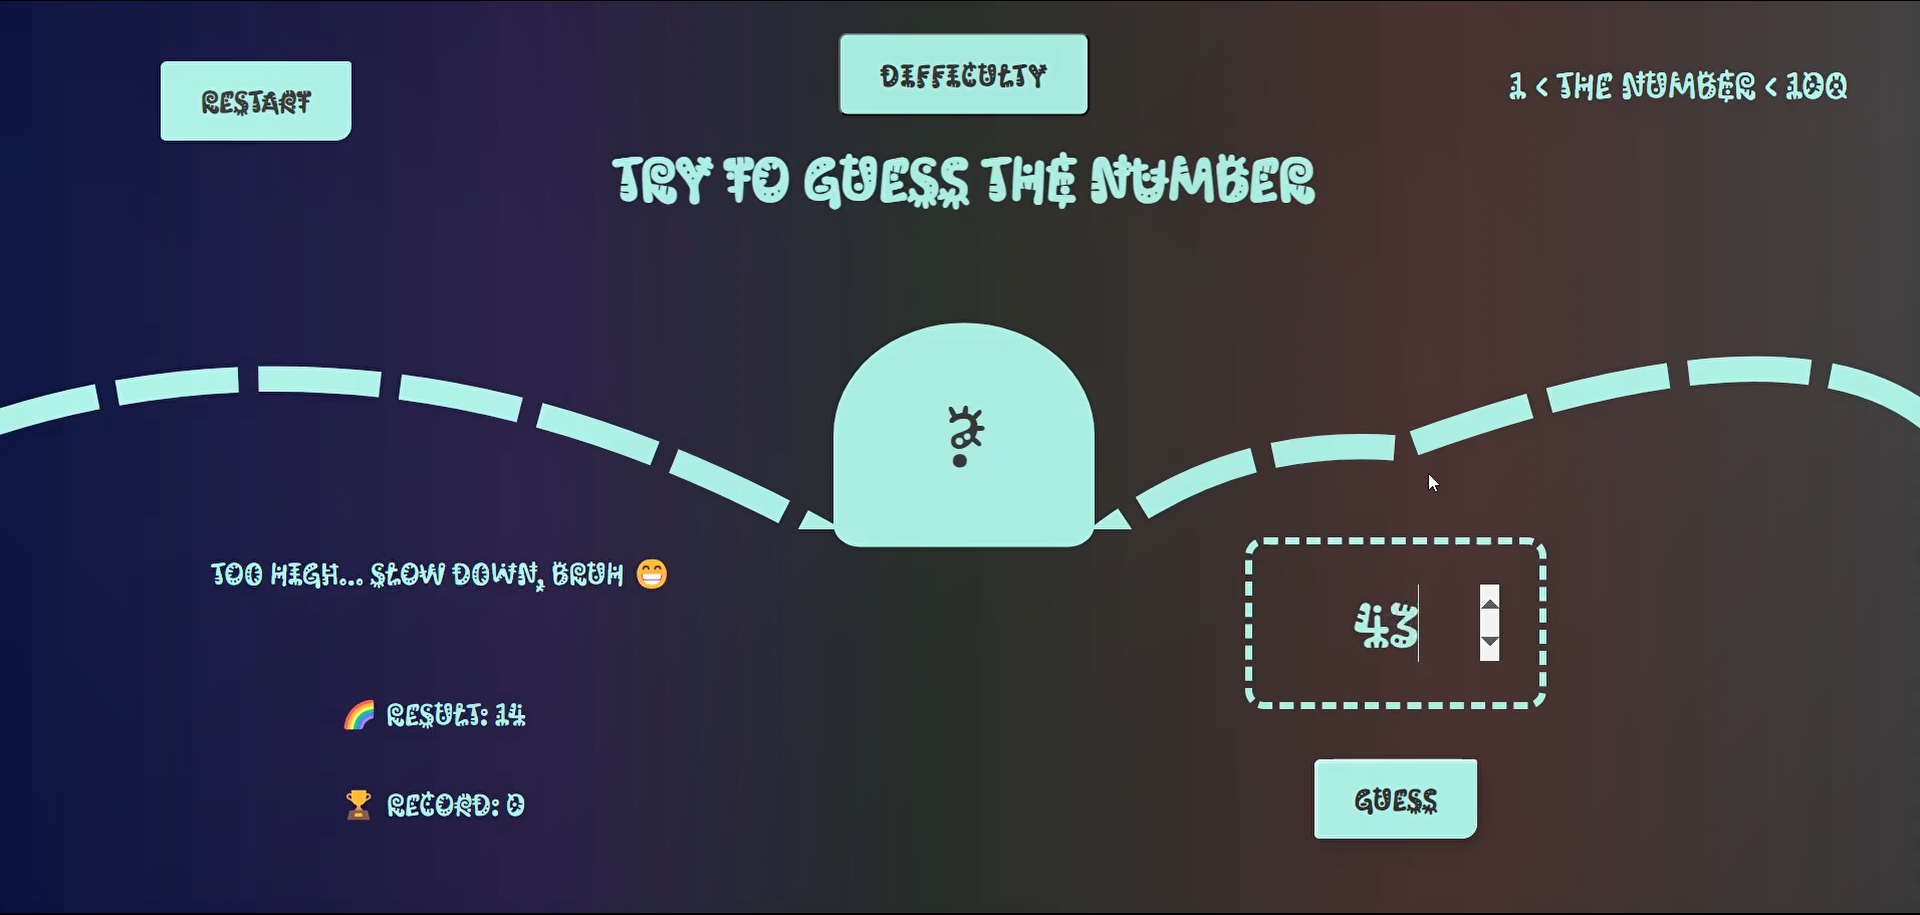 RESTART
DIFFICULTY
1 < THE NUMBER < 100
TRY TO GUESS THE NUMBER
?
TOO HIGH... SLOW DOWN, BRUH 😁
43
🌈 RESULT: 14
🏆 RECORD: 0
GUESS